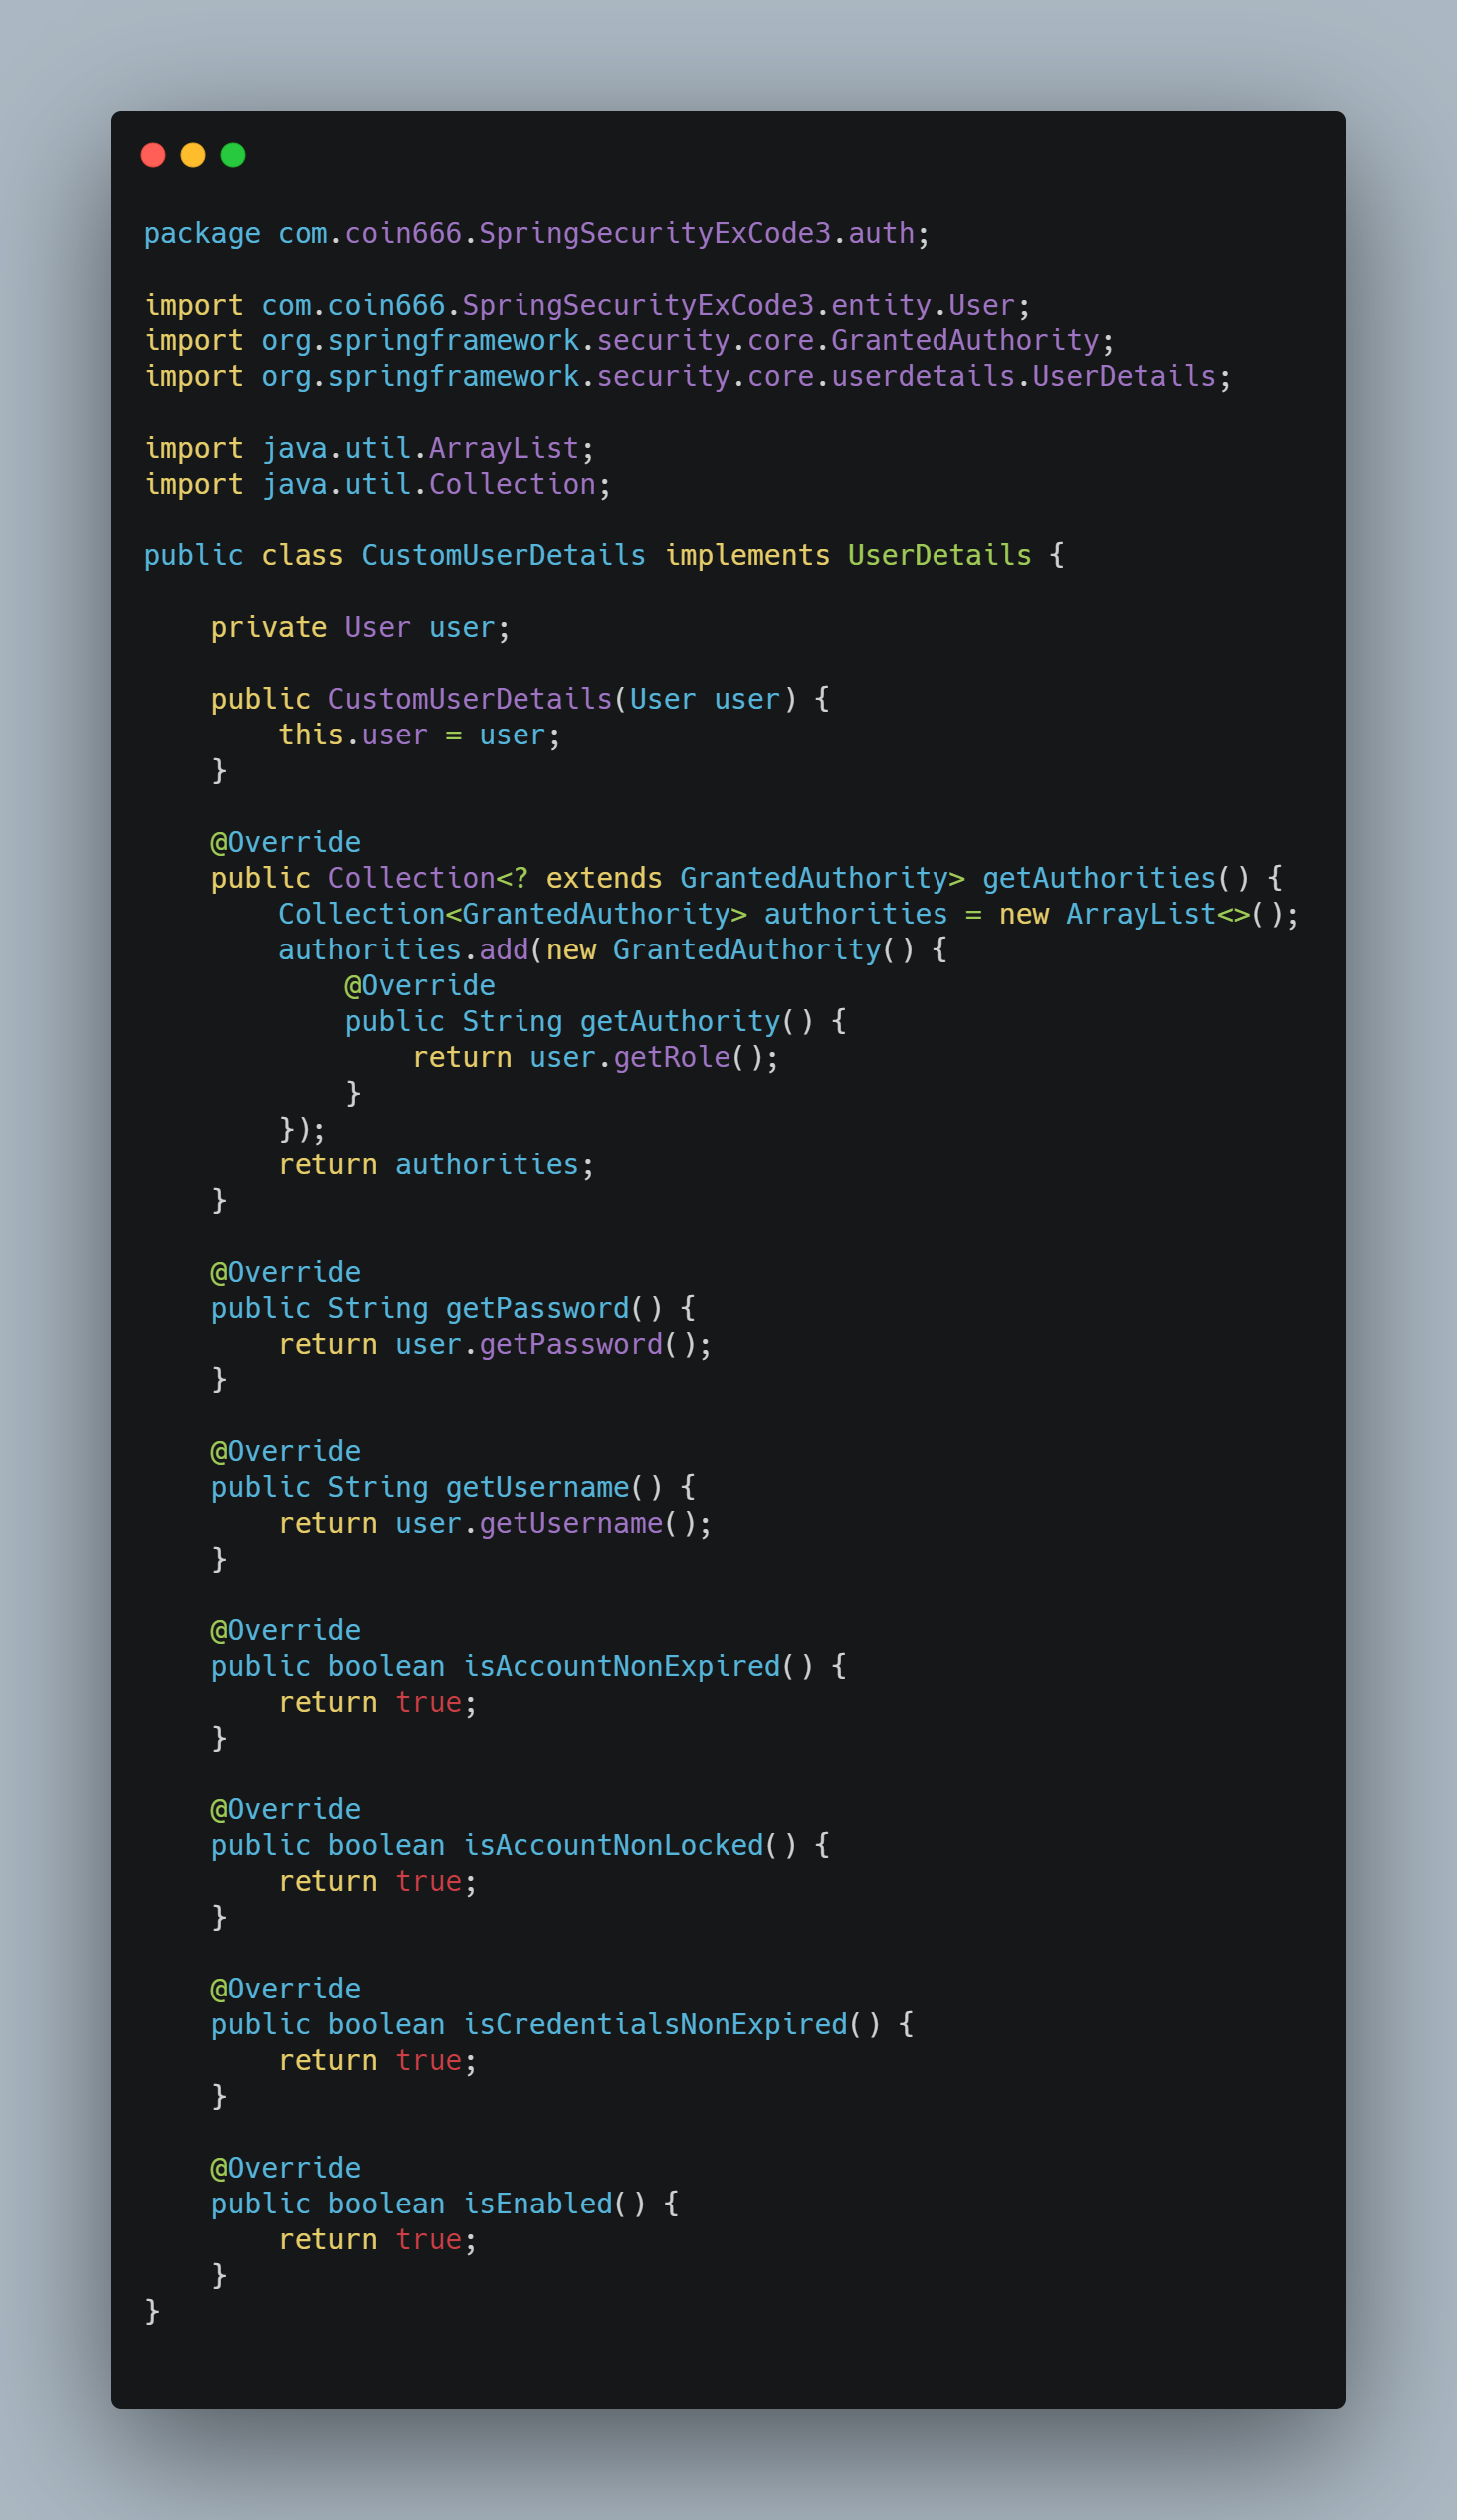 package com.coin666.SpringSecurityExCode3.auth;

import com.coin666.SpringSecurityExCode3.entity.User;
import org.springframework.security.core.GrantedAuthority;
import org.springframework.security.core.userdetails.UserDetails;

import java.util.ArrayList;
import java.util.Collection;

public class CustomUserDetails implements UserDetails {

    private User user;

    public CustomUserDetails(User user) {
        this.user = user;
    }

    @Override
    public Collection<? extends GrantedAuthority> getAuthorities() {
        Collection<GrantedAuthority> authorities = new ArrayList<>();
        authorities.add(new GrantedAuthority() {
            @Override
            public String getAuthority() {
                return user.getRole();
            }
        });
        return authorities;
    }

    @Override
    public String getPassword() {
        return user.getPassword();
    }

    @Override
    public String getUsername() {
        return user.getUsername();
    }

    @Override
    public boolean isAccountNonExpired() {
        return true;
    }

    @Override
    public boolean isAccountNonLocked() {
        return true;
    }

    @Override
    public boolean isCredentialsNonExpired() {
        return true;
    }

    @Override
    public boolean isEnabled() {
        return true;
    }
}